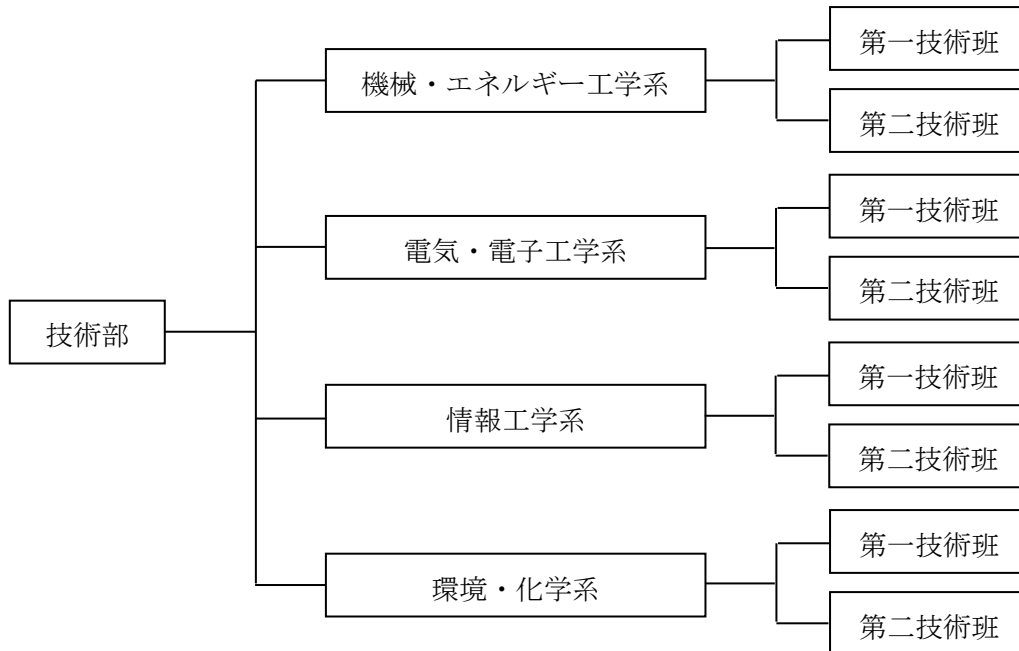 技術部
機械・エネルギー工学系
第一技術班
第二技術班
電気・電子工学系
第一技術班
第二技術班
情報工学系
第一技術班
第二技術班
環境・化学系
第一技術班
第二技術班